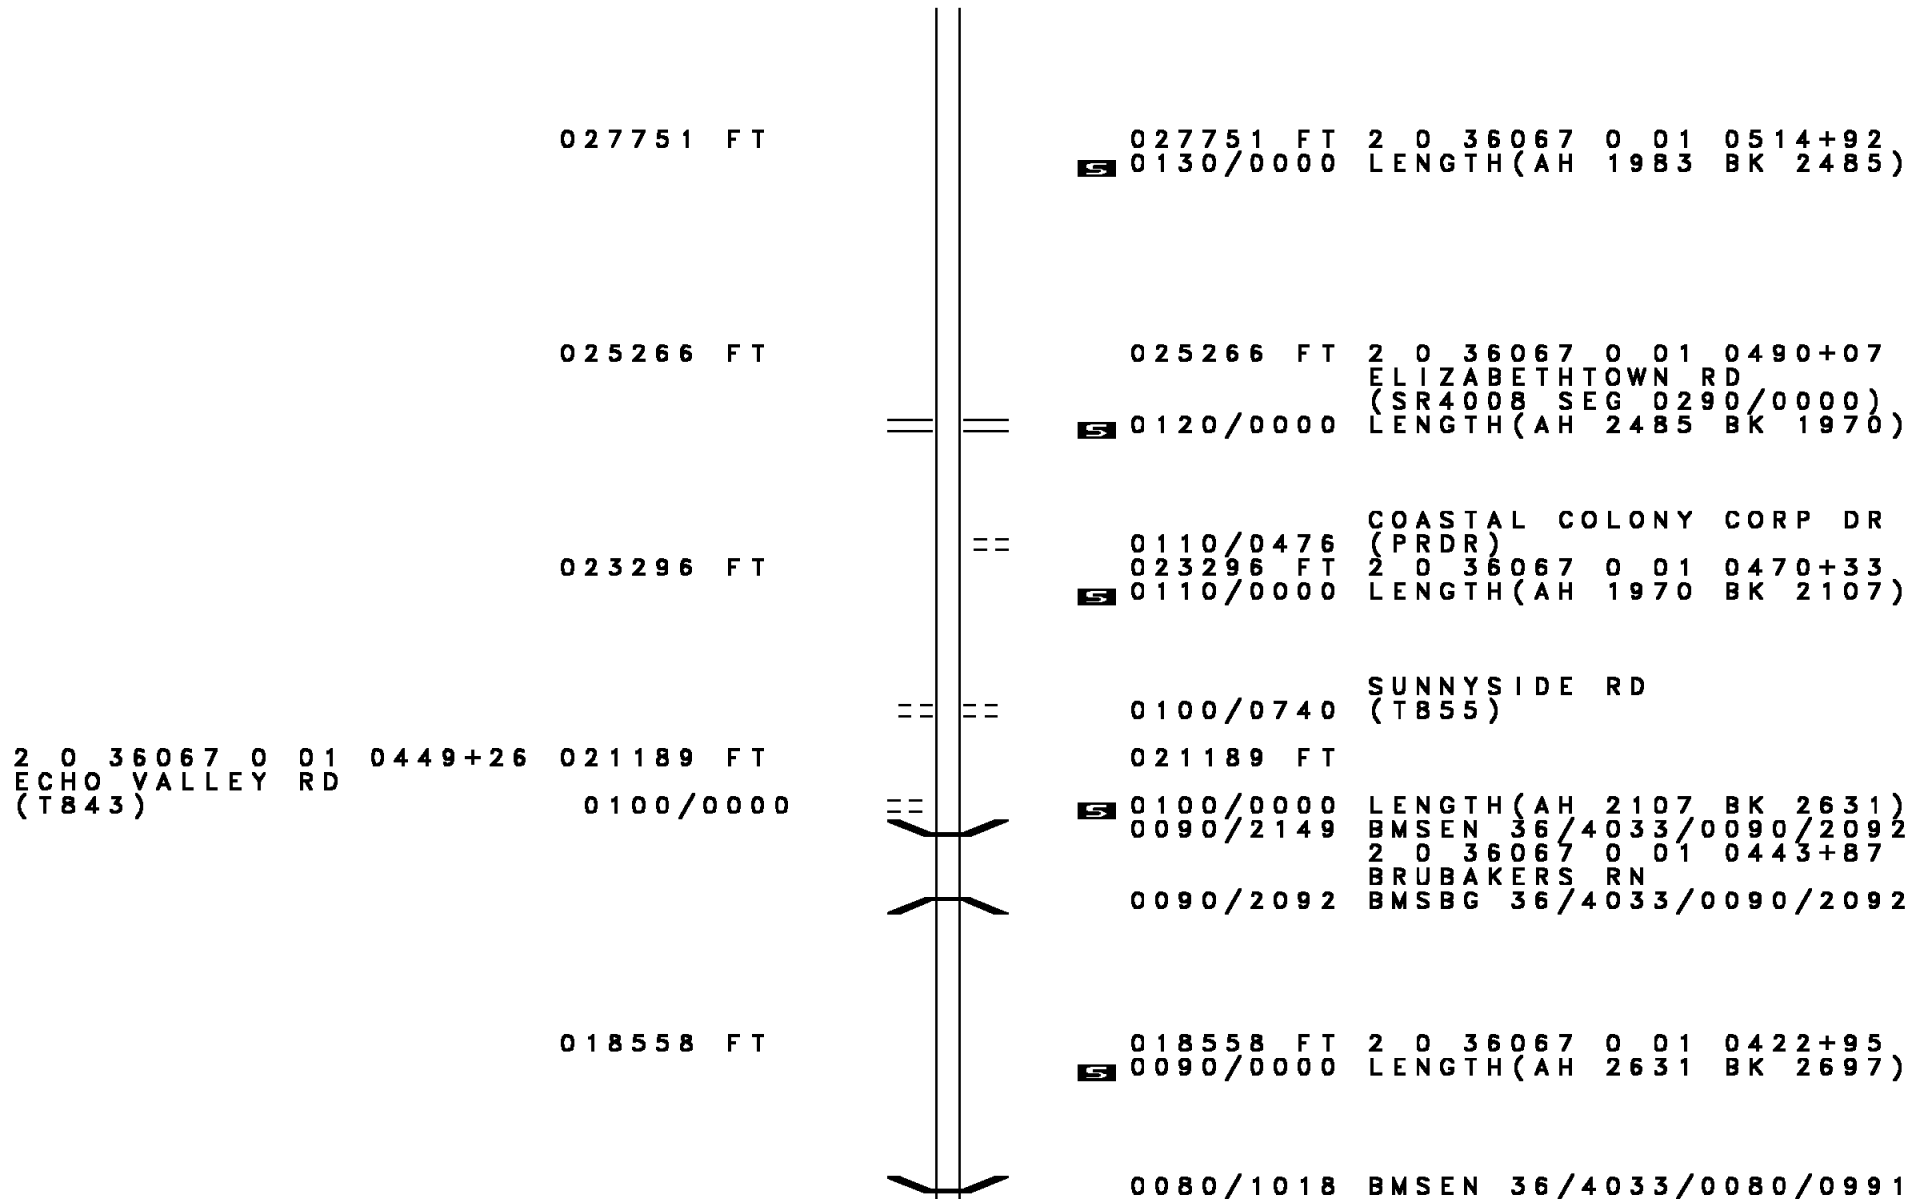 027751 FT 027751 FT 2 0 36067 0 01 0514+92
S 0130/0000 LENGTH(AH 1983 BK 2485)
025266 FT 025266 FT 2 0 36067 0 01 0490+07
ELIZABETHTOWN RD
(SR4008 SEG 0290/0000)
S 0120/0000 LENGTH(AH 2485 BK 1970)
COASTAL COLONY CORP DR
0110/0476 (PRDR)
023296 FT 023296 FT 2 0 36067 0 01 0470+33
S 0110/0000 LENGTH(AH 1970 BK 2107)
SUNNYSIDE RD
0100/0740 (T855)
2 0 36067 0 01 0449+26 021189 FT 021189 FT
ECHO VALLEY RD
(T843) 0100/0000 S 0100/0000 LENGTH(AH 2107 BK 2631)
0090/2149 BMSEN 36/4033/0090/2092
2 0 36067 0 01 0443+87
BRUBAKERS RN
0090/2092 BMSBG 36/4033/0090/2092
018558 FT 018558 FT 2 0 36067 0 01 0422+95
S 0090/0000 LENGTH(AH 2631 BK 2697)
0080/1018 BMSEN 36/4033/0080/0991